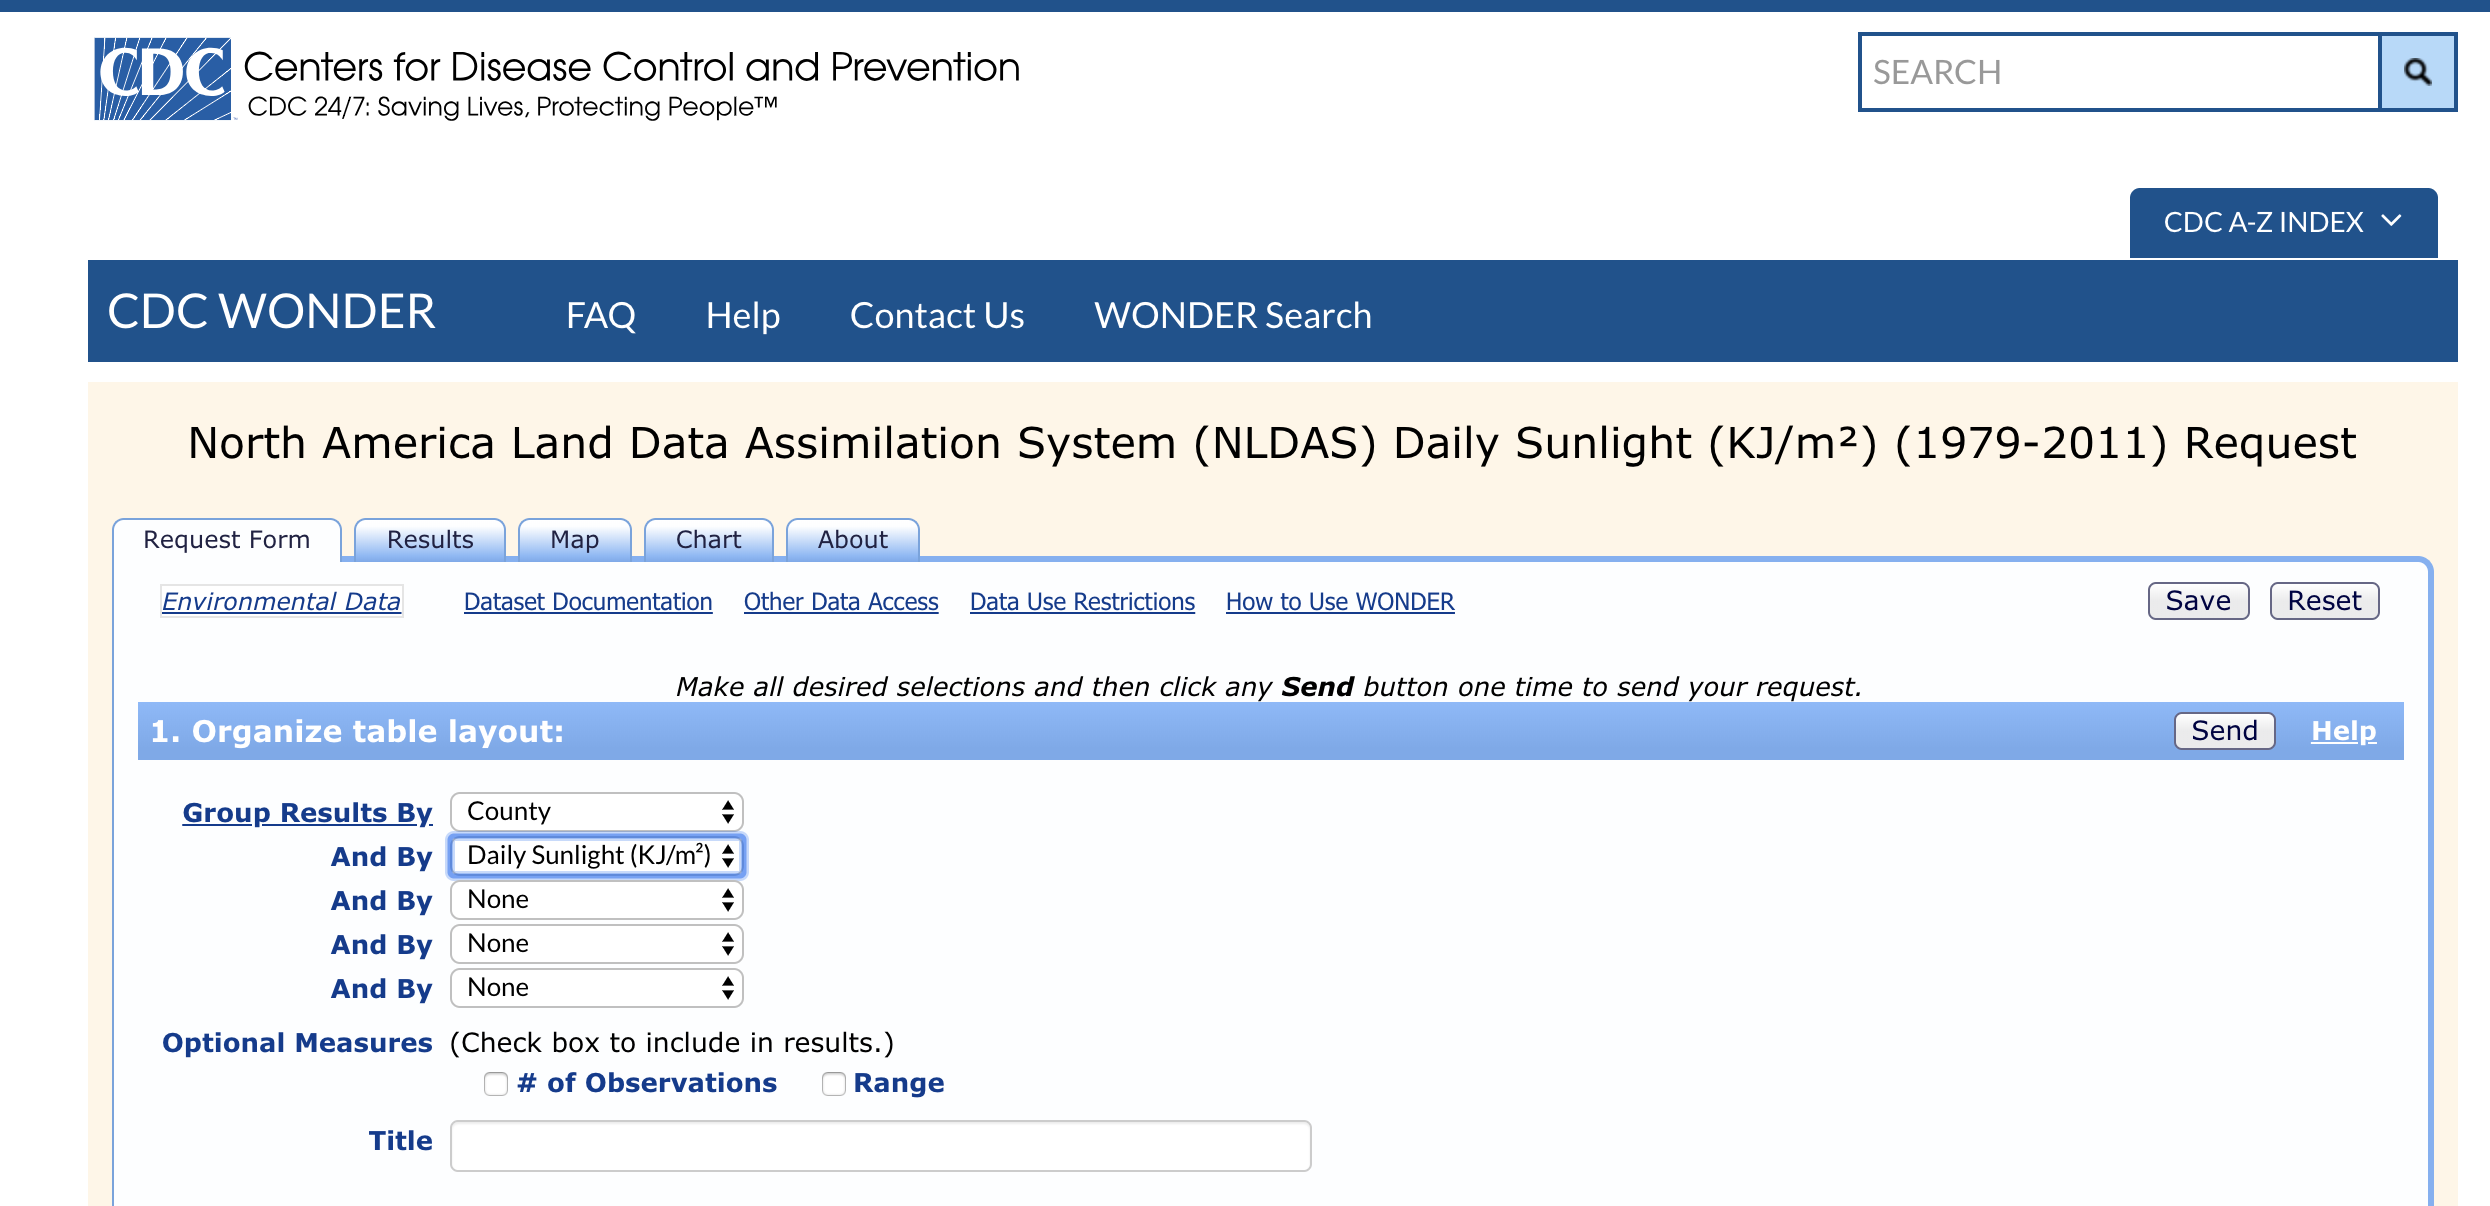 CDC Centers for Disease Control and Prevention
CDC 24/7: Saving Lives, Protecting People™
SEARCH
CDC A-Z INDEX
CDC WONDER FAQ Help Contact Us WONDER Search
North America Land Data Assimilation System (NLDAS) Daily Sunlight (KJ/m²) (1979-2011) Request
Request Form Results Map Chart About
Environmental Data Dataset Documentation Other Data Access Data Use Restrictions How to Use WONDER Save Reset
Make all desired selections and then click any Send button one time to send your request.
1. Organize table layout: Send Help
Group Results By County
And By Daily Sunlight (KJ/m²)
And By None
And By None
And By None
Optional Measures (Check box to include in results.)
# of Observations Range
Title